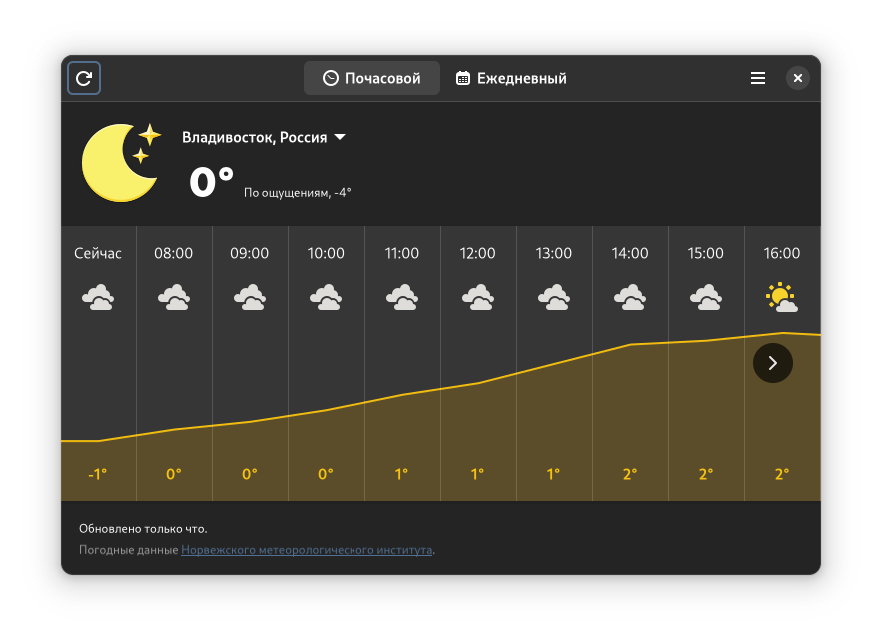 Почасовой Ежедневный
Владивосток, Россия
0°
По ощущениям, -4°
Сейчас 08:00 09:00 10:00 11:00 12:00 13:00 14:00 15:00 16:00
-1° 0° 0° 0° 1° 1° 1° 2° 2° 2°
Обновлено только что.
Погодные данные Норвежского метеорологического института.